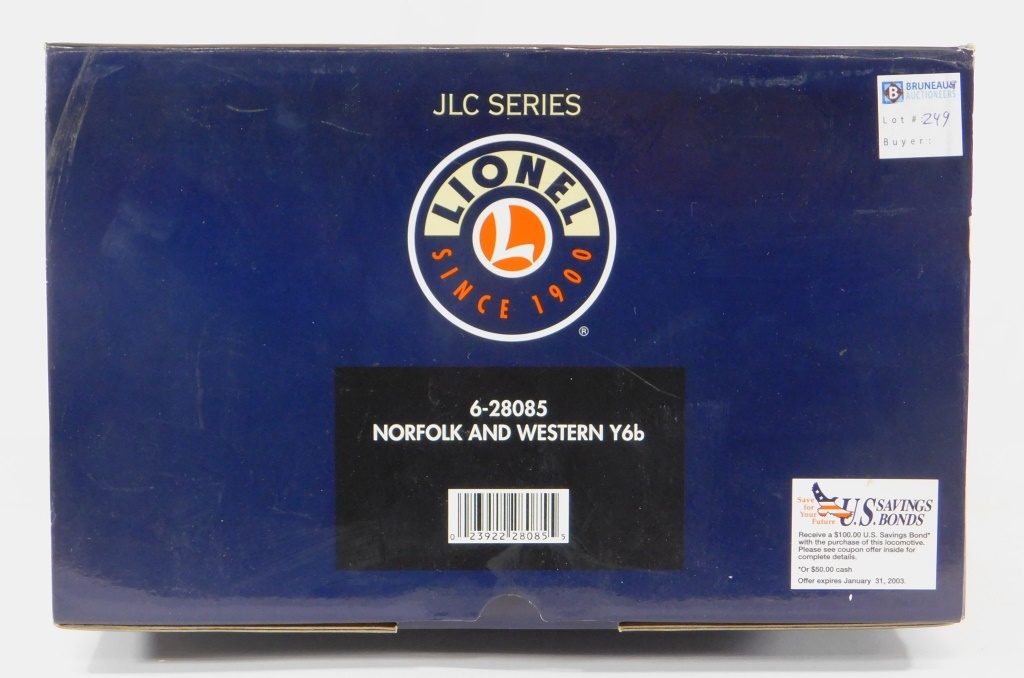 JLC SERIES
LIONEL
L
SINCE 1900
®
B BRUNEAU & CO
AUCTIONEERS
Lot # 249
Buyer:
6-28085
NORFOLK AND WESTERN Y6b
0 23922 28085 5
Save
for
Your
Future
U.S. SAVINGS
BONDS
Receive a $100.00 U.S. Savings Bond*
with the purchase of this locomotive.
Please see coupon offer inside for
complete details.
*Or $50.00 cash
Offer expires January 31, 2003.